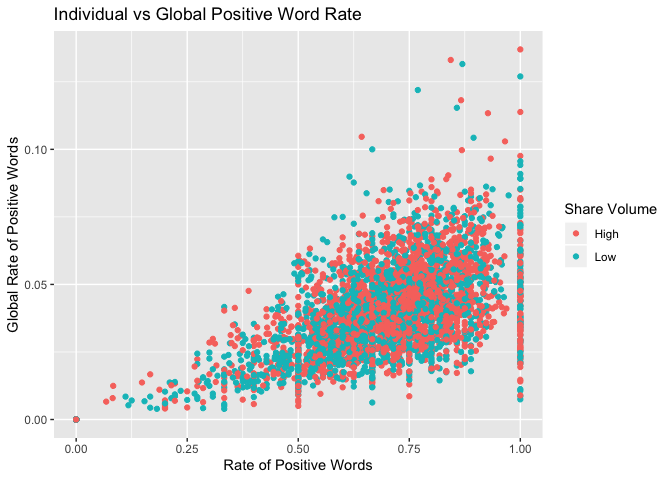 Individual vs Global Positive Word Rate
Global Rate of Positive Words
0.10
0.05
0.00
0.00 0.25 0.50 0.75 1.00
Rate of Positive Words
Share Volume
High
Low